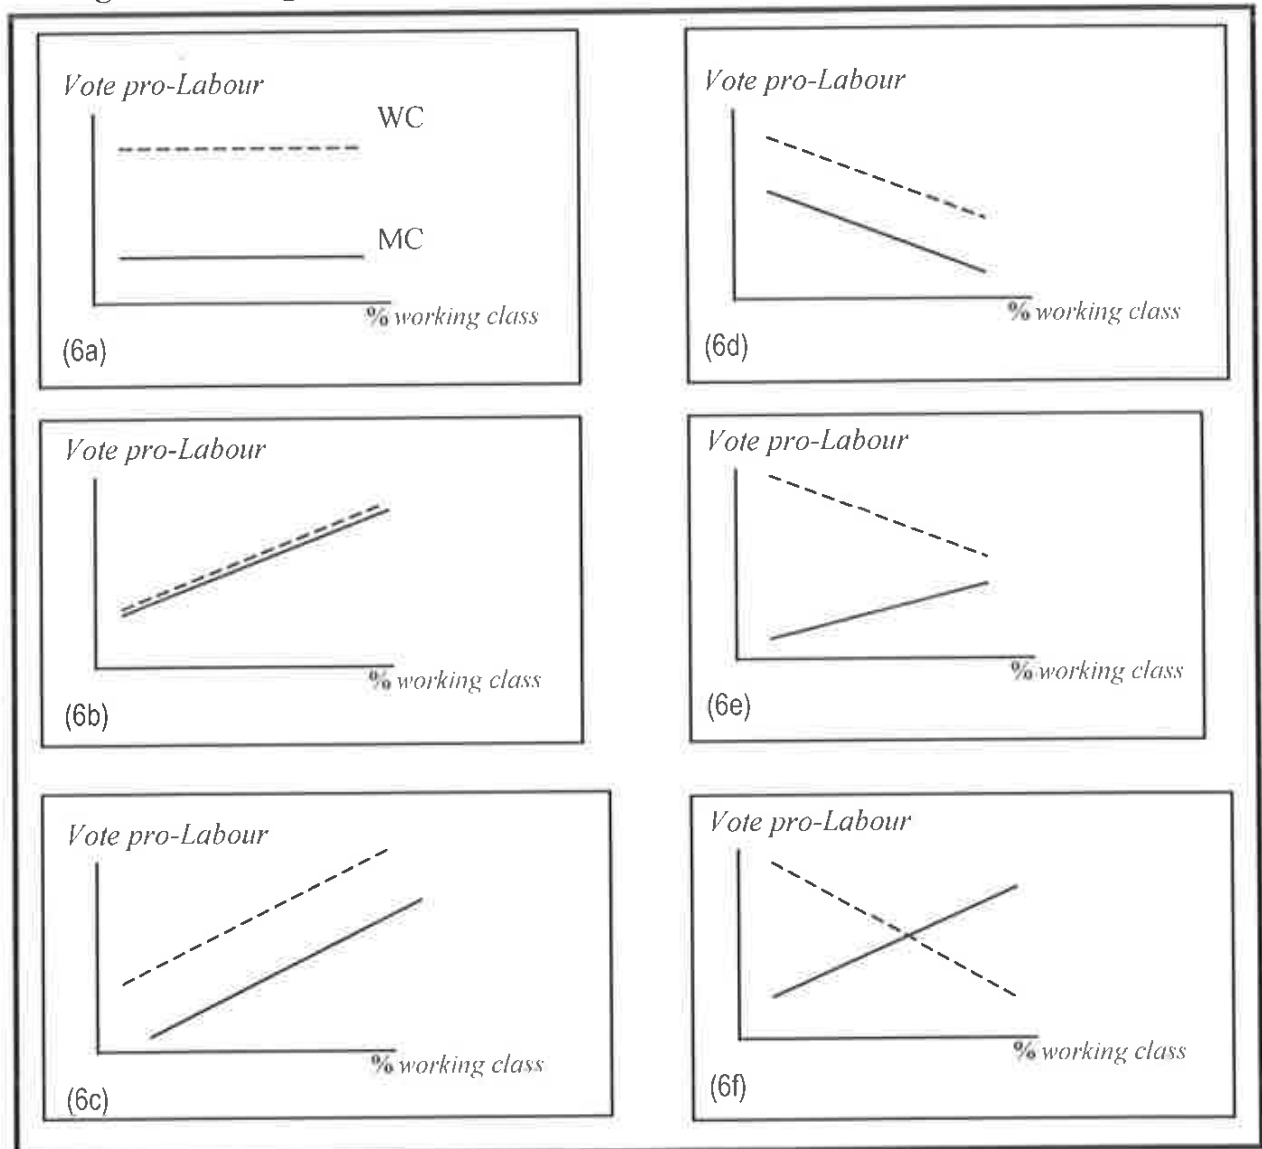 Vote pro-Labour
WC
MC
% working class
(6a)
Vote pro-Labour
% working class
(6d)
Vote pro-Labour
% working class
(6b)
Vote pro-Labour
% working class
(6e)
Vote pro-Labour
% working class
(6c)
Vote pro-Labour
% working class
(6f)